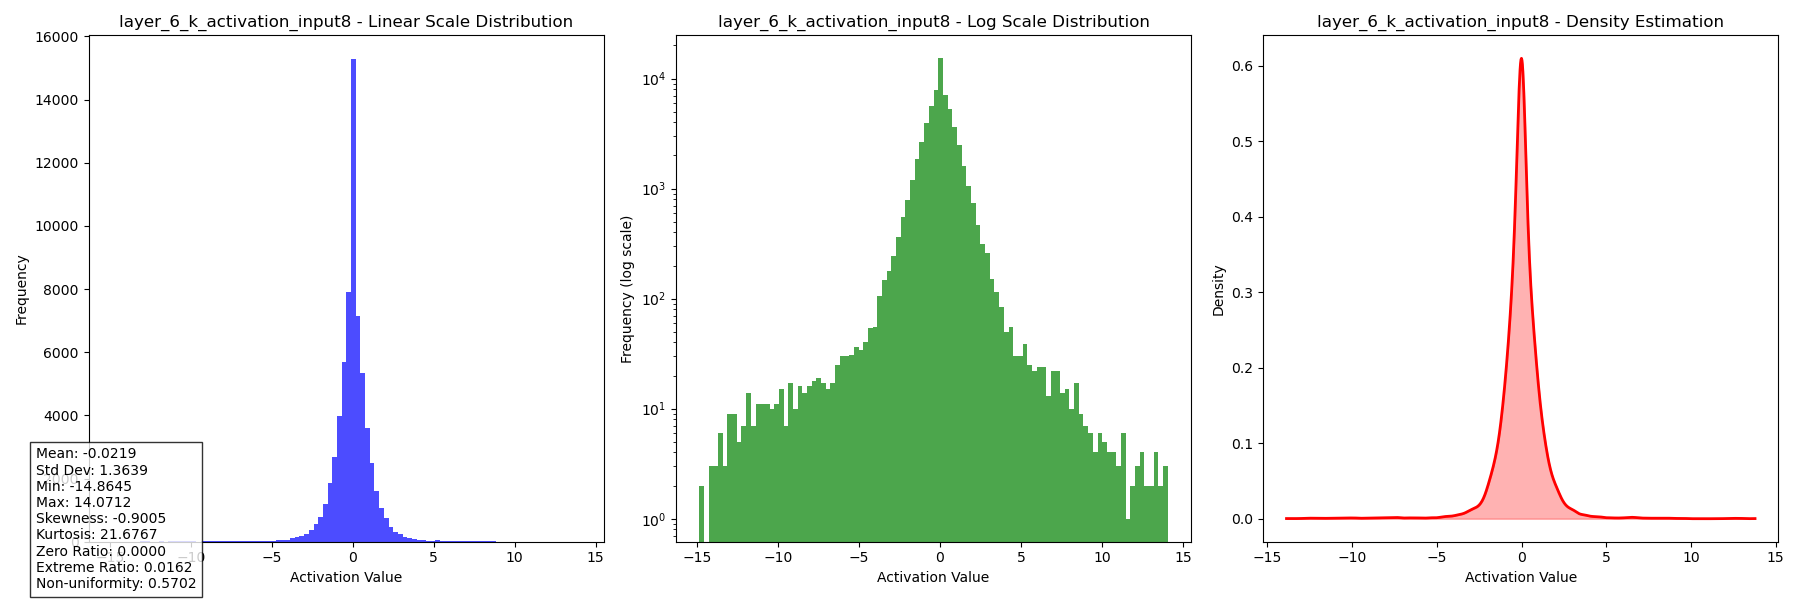 layer_6_k_activation_input8 - Linear Scale Distribution
16000
14000
12000
10000
8000
6000
4000
Frequency
−10
−5
0
5
10
15
Activation Value
Mean: -0.0219
Std Dev: 1.3639
Min: -14.8645
Max: 14.0712
Skewness: -0.9005
Kurtosis: 21.6767
Zero Ratio: 0.0000
Extreme Ratio: 0.0162
Non-uniformity: 0.5702
layer_6_k_activation_input8 - Log Scale Distribution
10⁴
10³
10²
10¹
10⁰
Frequency (log scale)
−15
−10
−5
0
5
10
15
Activation Value
layer_6_k_activation_input8 - Density Estimation
0.6
0.5
0.4
0.3
0.2
0.1
0.0
Density
−15
−10
−5
0
5
10
15
Activation Value